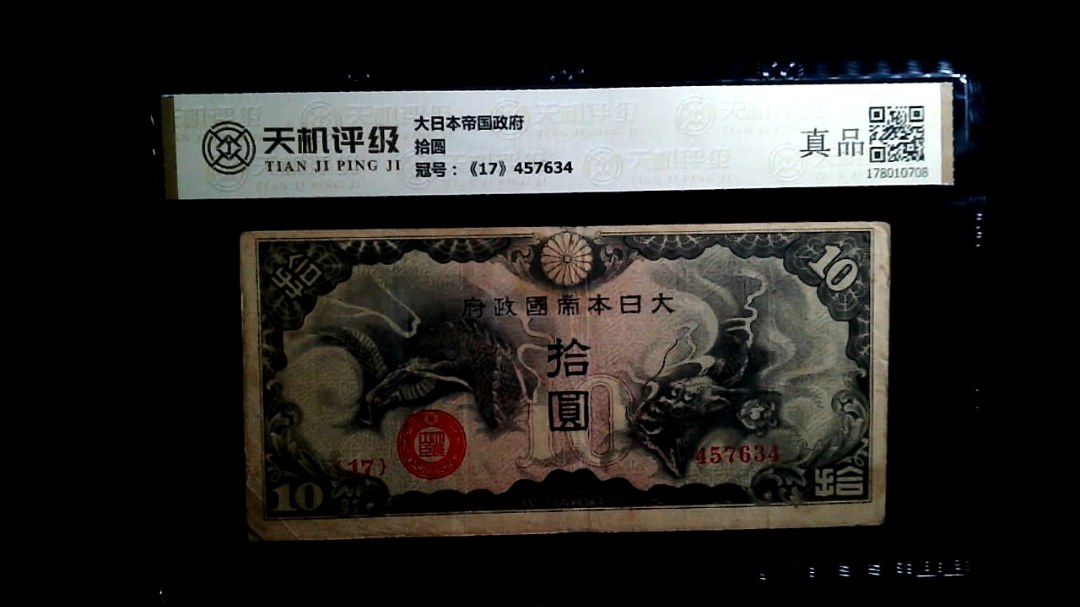 天机评级
TIAN JI PING JI
大日本帝国政府
拾圆
冠号：《17》457634
真品
178010708
拾
10
府政國帝本日大
拾
圓
10
{17}
457634
10
拾